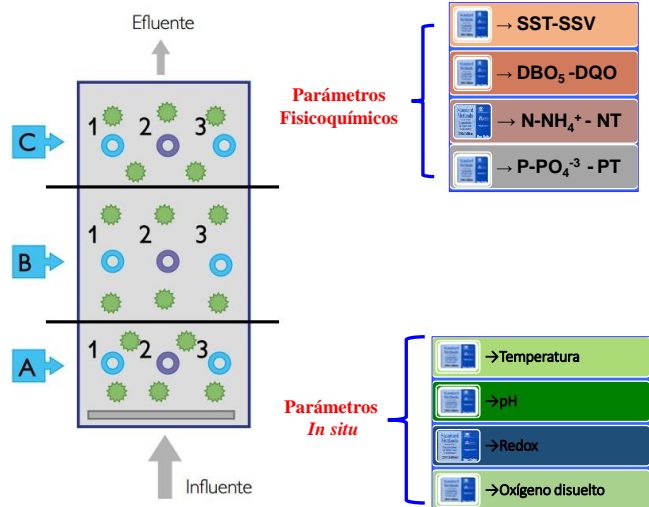 Efluente
C
1 2 3
B
1 2 3
A
1 2 3
Influente
Parámetros
Fisicoquímicos
→ SST-SSV
→ DBO₅ -DQO
→ N-NH₄⁺ - NT
→ P-PO₄⁻³ - PT
Parámetros
In situ
→Temperatura
→pH
→Redox
→Oxígeno disuelto